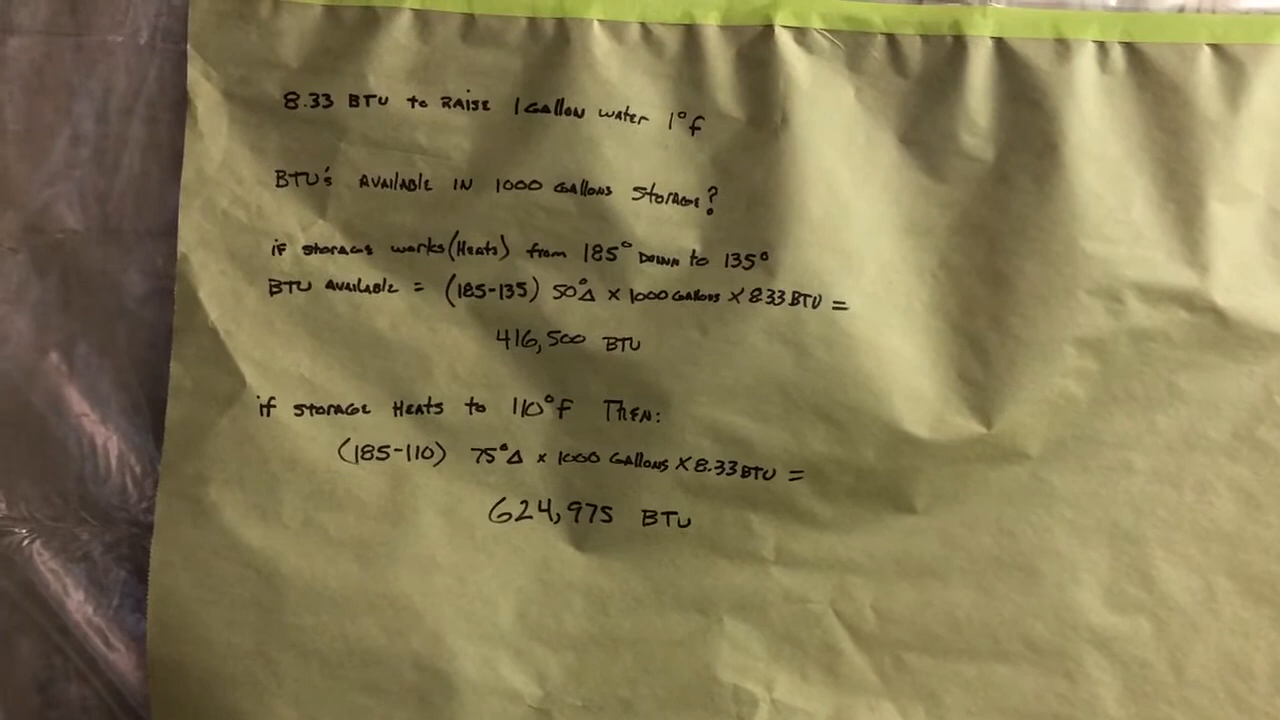 8.33 BTU to RAISE 1 GALLON WATER 1°F
BTU's AVAILABLE IN 1000 GALLONS STORAGE?
if STORAGE works (HEATS) from 185° DOWN to 135°
BTU AVAILABLE = (185-135) 50°Δ x 1000 GALLONS x 8.33 BTU =
416,500 BTU
if STORAGE HEATS to 110°F THEN:
(185-110) 75°Δ x 1000 GALLONS x 8.33 BTU =
624,975 BTU